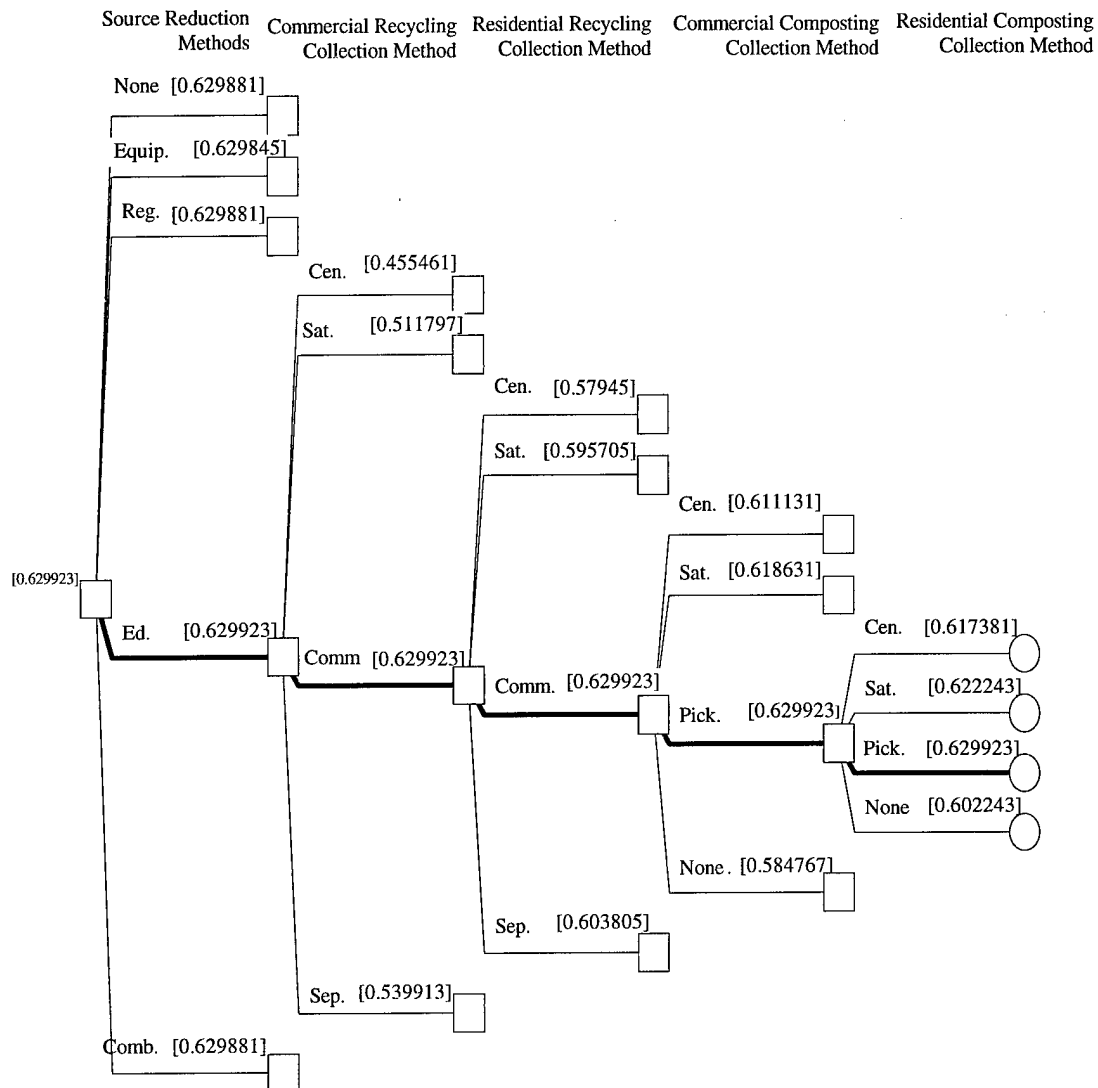 Source Reduction
Methods
Commercial Recycling
Collection Method
Residential Recycling
Collection Method
Commercial Composting
Collection Method
Residential Composting
Collection Method
None [0.629881]
Equip. [0.629845]
Reg. [0.629881]
Cen. [0.455461]
Sat. [0.511797]
Cen. [0.57945]
Sat. [0.595705]
Cen. [0.611131]
Sat. [0.618631]
[0.629923]
Ed. [0.629923]
Comm [0.629923]
Comm. [0.629923]
Pick. [0.629923]
Cen. [0.617381]
Sat. [0.622243]
Pick. [0.629923]
None [0.602243]
None. [0.584767]
Sep. [0.603805]
Sep. [0.539913]
Comb. [0.629881]